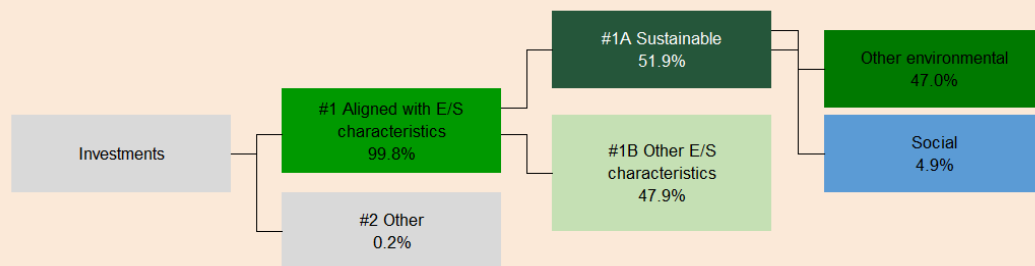 Investments
#1 Aligned with E/S
characteristics
99.8%
#2 Other
0.2%
#1A Sustainable
51.9%
#1B Other E/S
characteristics
47.9%
Other environmental
47.0%
Social
4.9%